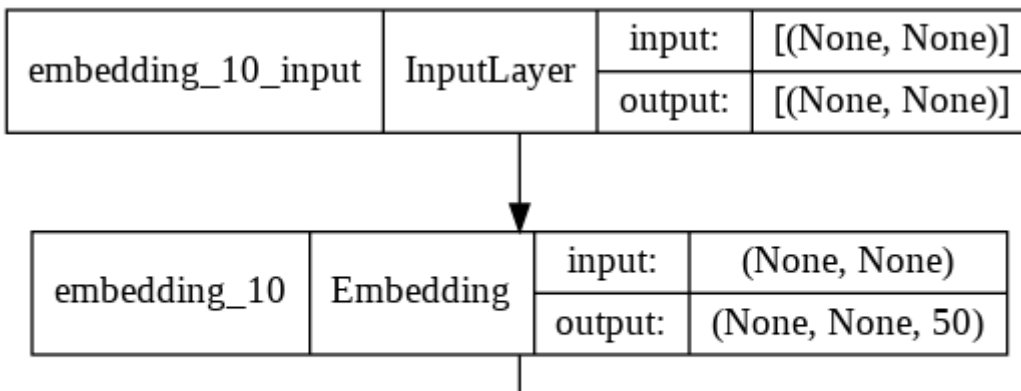 embedding_10_input InputLayer input: [(None, None)]
output: [(None, None)]
embedding_10 Embedding input: (None, None)
output: (None, None, 50)